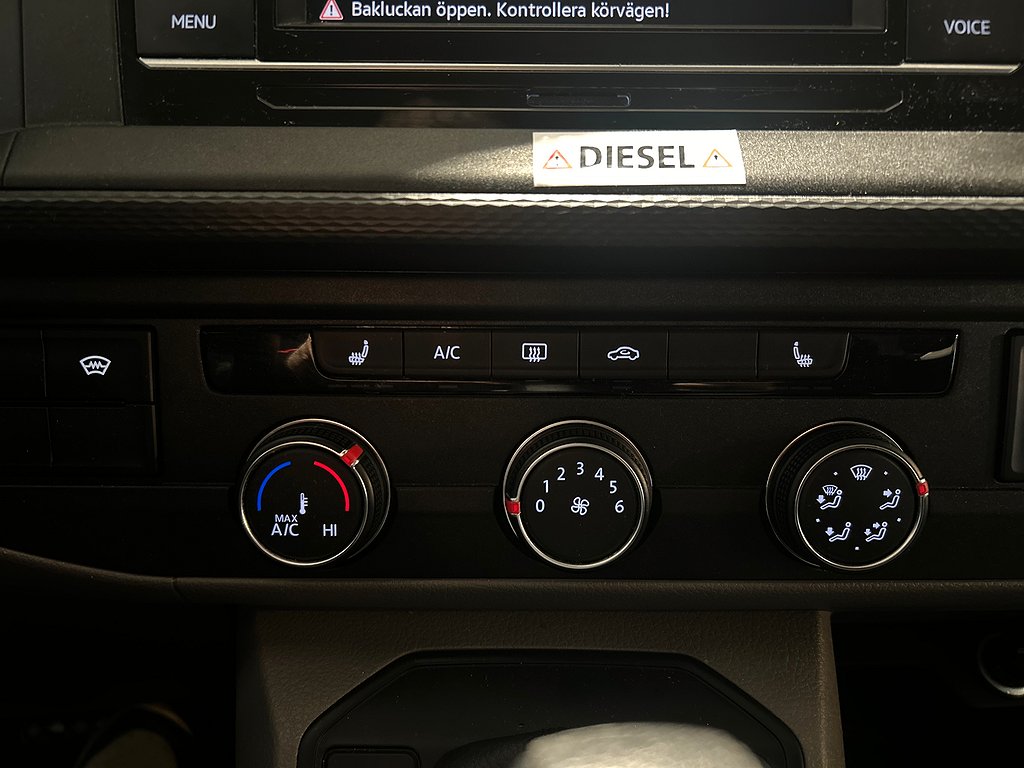 MENU
Bakluckan öppen. Kontrollera körvägen!
VOICE
DIESEL
A/C
MAX
A/C HI
0 1 2 3 4 5 6